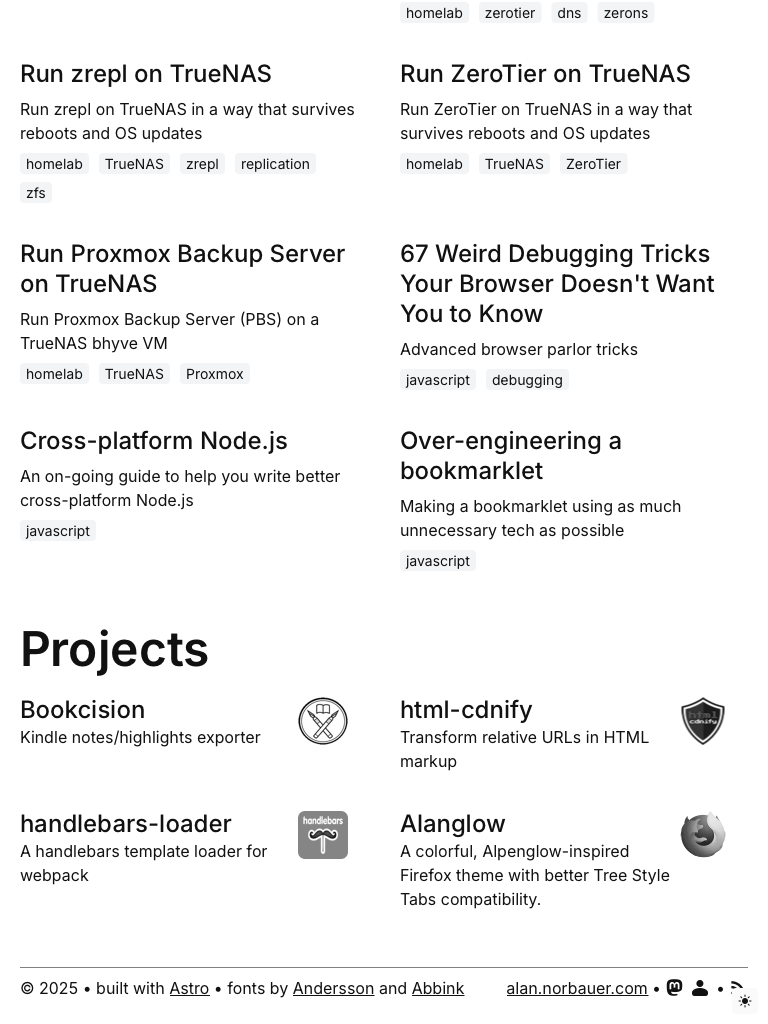 homelab zerotier dns zerons
Run zrepl on TrueNAS
Run zrepl on TrueNAS in a way that survives
reboots and OS updates
homelab TrueNAS zrepl replication
zfs
Run ZeroTier on TrueNAS
Run ZeroTier on TrueNAS in a way that
survives reboots and OS updates
homelab TrueNAS ZeroTier
Run Proxmox Backup Server
on TrueNAS
Run Proxmox Backup Server (PBS) on a
TrueNAS bhyve VM
homelab TrueNAS Proxmox
67 Weird Debugging Tricks
Your Browser Doesn't Want
You to Know
Advanced browser parlor tricks
javascript debugging
Cross-platform Node.js
An on-going guide to help you write better
cross-platform Node.js
javascript
Over-engineering a
bookmarklet
Making a bookmarklet using as much
unnecessary tech as possible
javascript
Projects
Bookcision
Kindle notes/highlights exporter
html-cdnify
Transform relative URLs in HTML
markup
html
cdnify
handlebars-loader
A handlebars template loader for
webpack
handlebars
Alanglow
A colorful, Alpenglow-inspired
Firefox theme with better Tree Style
Tabs compatibility.
© 2025 • built with Astro • fonts by Andersson and Abbink
alan.norbauer.com • •